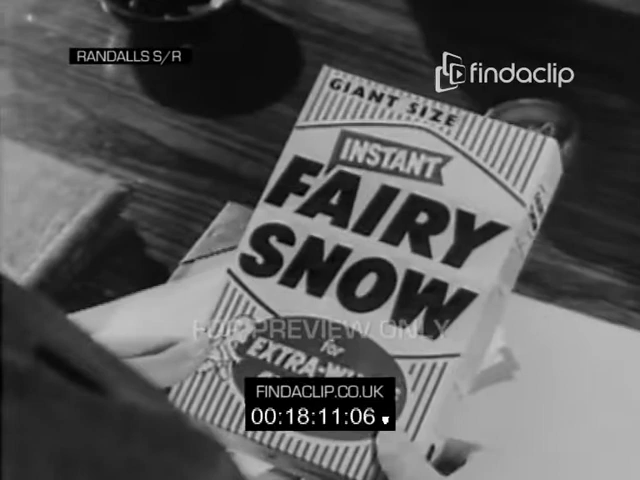 RANDALLS S/R
findaclip
GIANT SIZE
INSTANT
FAIRY
SNOW
FOR PREVIEW ONLY
for
EXTRA-
FINDACLIP.CO.UK
00:18:11:06